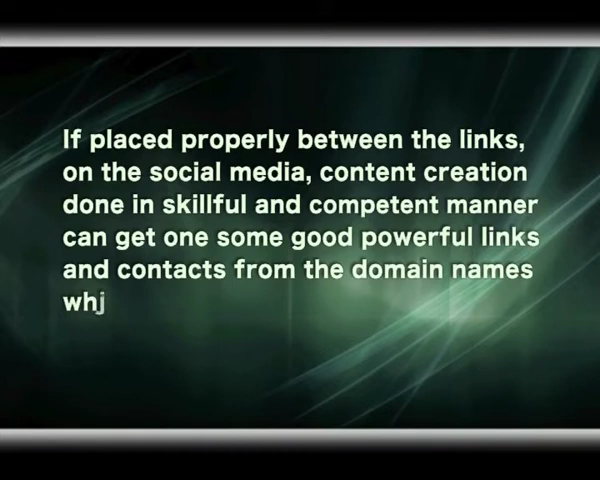 If placed properly between the links,
on the social media, content creation
done in skillful and competent manner
can get one some good powerful links
and contacts from the domain names
wh